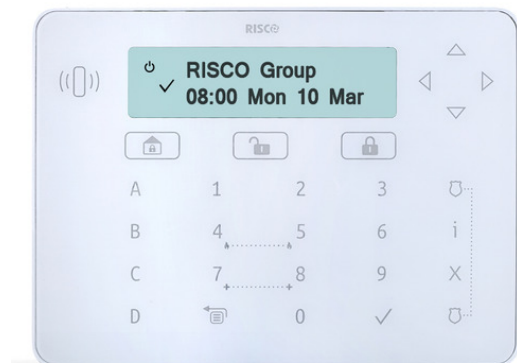 RISCO
RISCO Group
08:00 Mon 10 Mar
A 1 2 3
B 4 5 6 i
C 7 8 9 X
D 0